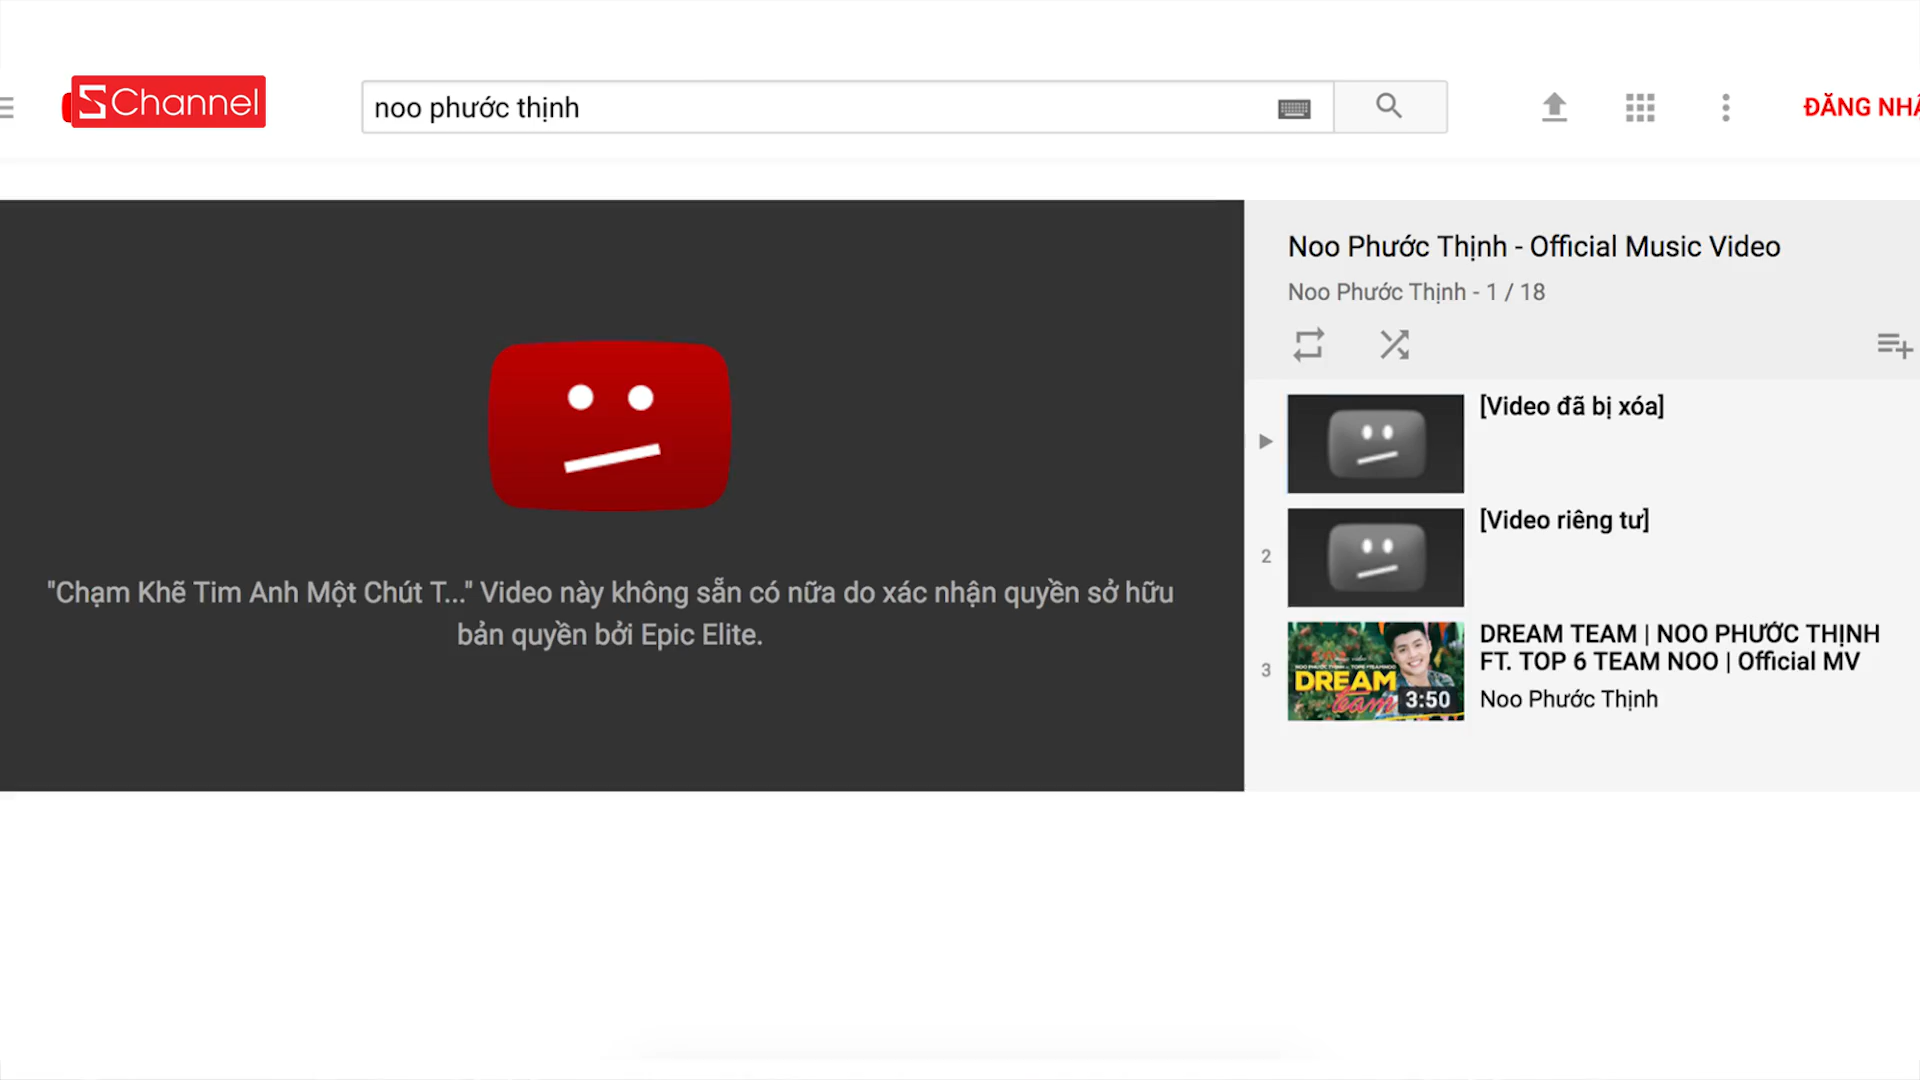 SChannel
noo phước thịnh
ĐĂNG NHẬ
"Chạm Khẽ Tim Anh Một Chút T..." Video này không sẵn có nữa do xác nhận quyền sở hữu
bản quyền bởi Epic Elite.
Noo Phước Thịnh - Official Music Video
Noo Phước Thịnh - 1 / 18
[Video đã bị xóa]
2
[Video riêng tư]
3
DREAM
team
3:50
DREAM TEAM | NOO PHƯỚC THỊNH
FT. TOP 6 TEAM NOO | Official MV
Noo Phước Thịnh